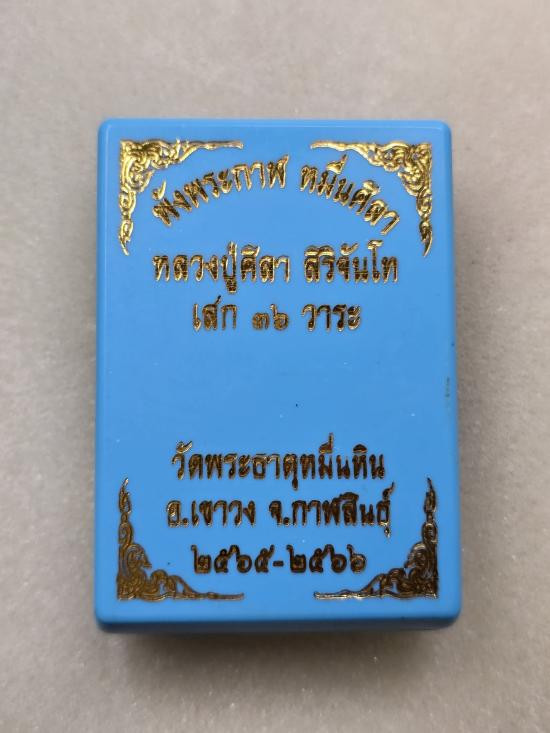 พังพระกาฬ หมื่นศิลา
หลวงปู่ศิลา สิริจันโท
เสก ๓๖ วาระ
วัดพระธาตุหมื่นหิน
อ.เขาวง จ.กาฬสินธุ์
๒๕๖๕-๒๕๖๖